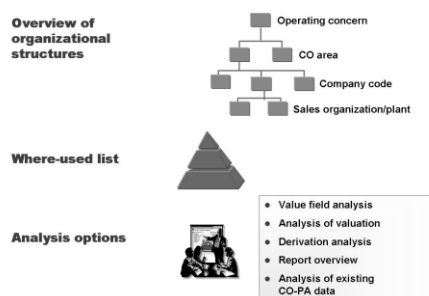 Overview of
organizational
structures
Operating concern
CO area
Company code
Sales organization/plant
Where-used list
Analysis options
• Value field analysis
• Analysis of valuation
• Derivation analysis
• Report overview
• Analysis of existing
CO-PA data